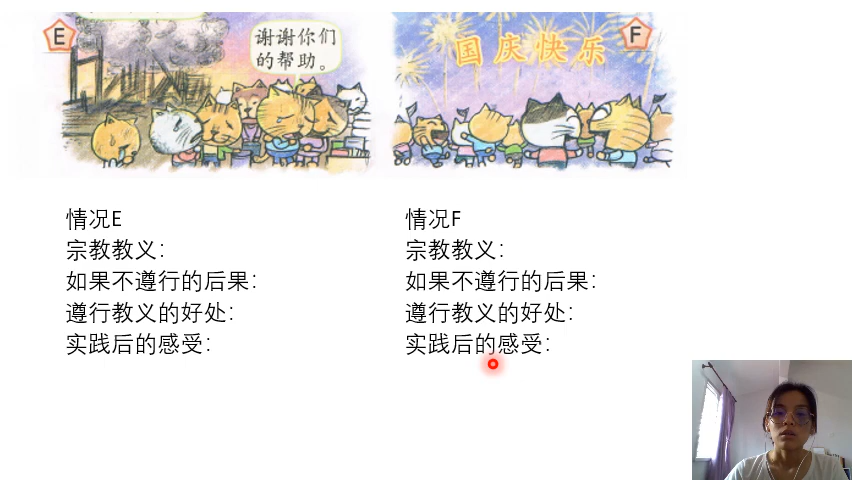 E
谢谢你们
的帮助。
F
国庆快乐
情况E
宗教教义：
如果不遵行的后果：
遵行教义的好处：
实践后的感受：
情况F
宗教教义：
如果不遵行的后果：
遵行教义的好处：
实践后的感受：